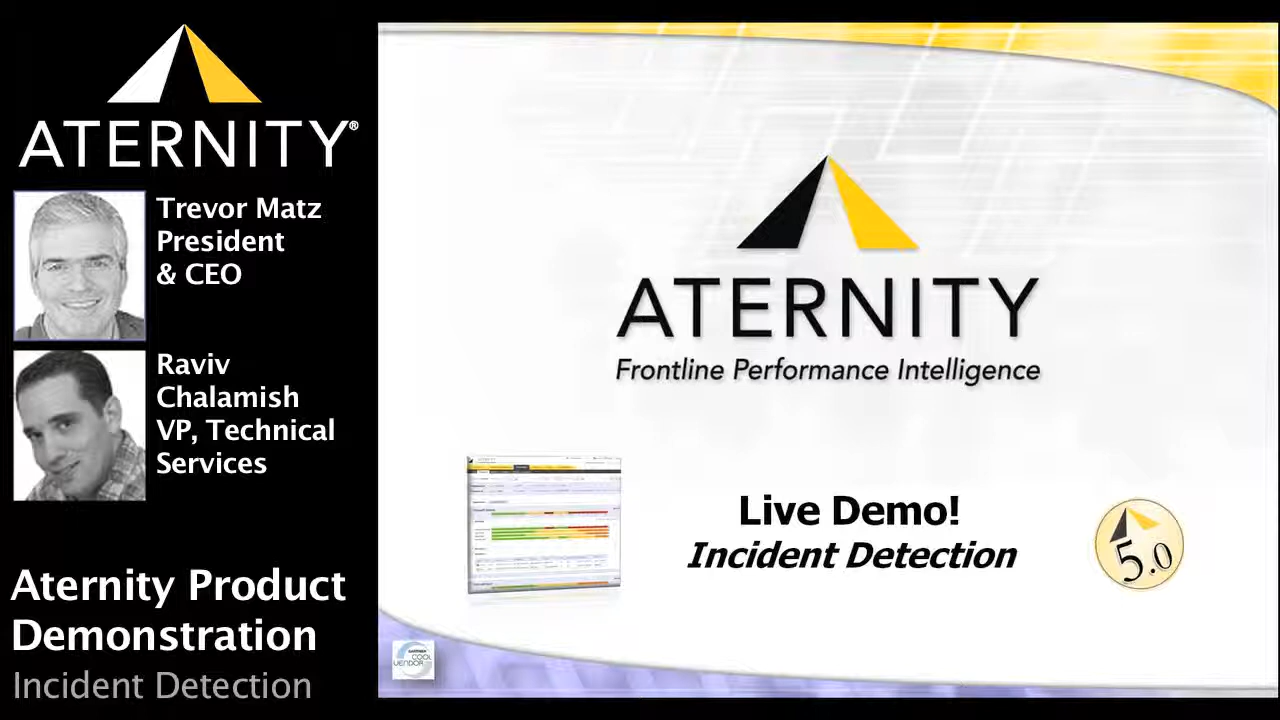 ATERNITY®
Trevor Matz
President
& CEO
Raviv
Chalamish
VP, Technical
Services
Aternity Product
Demonstration
Incident Detection
ATERNITY
Frontline Performance Intelligence
Live Demo!
Incident Detection
5.0
GARTNER
COOL
VENDOR